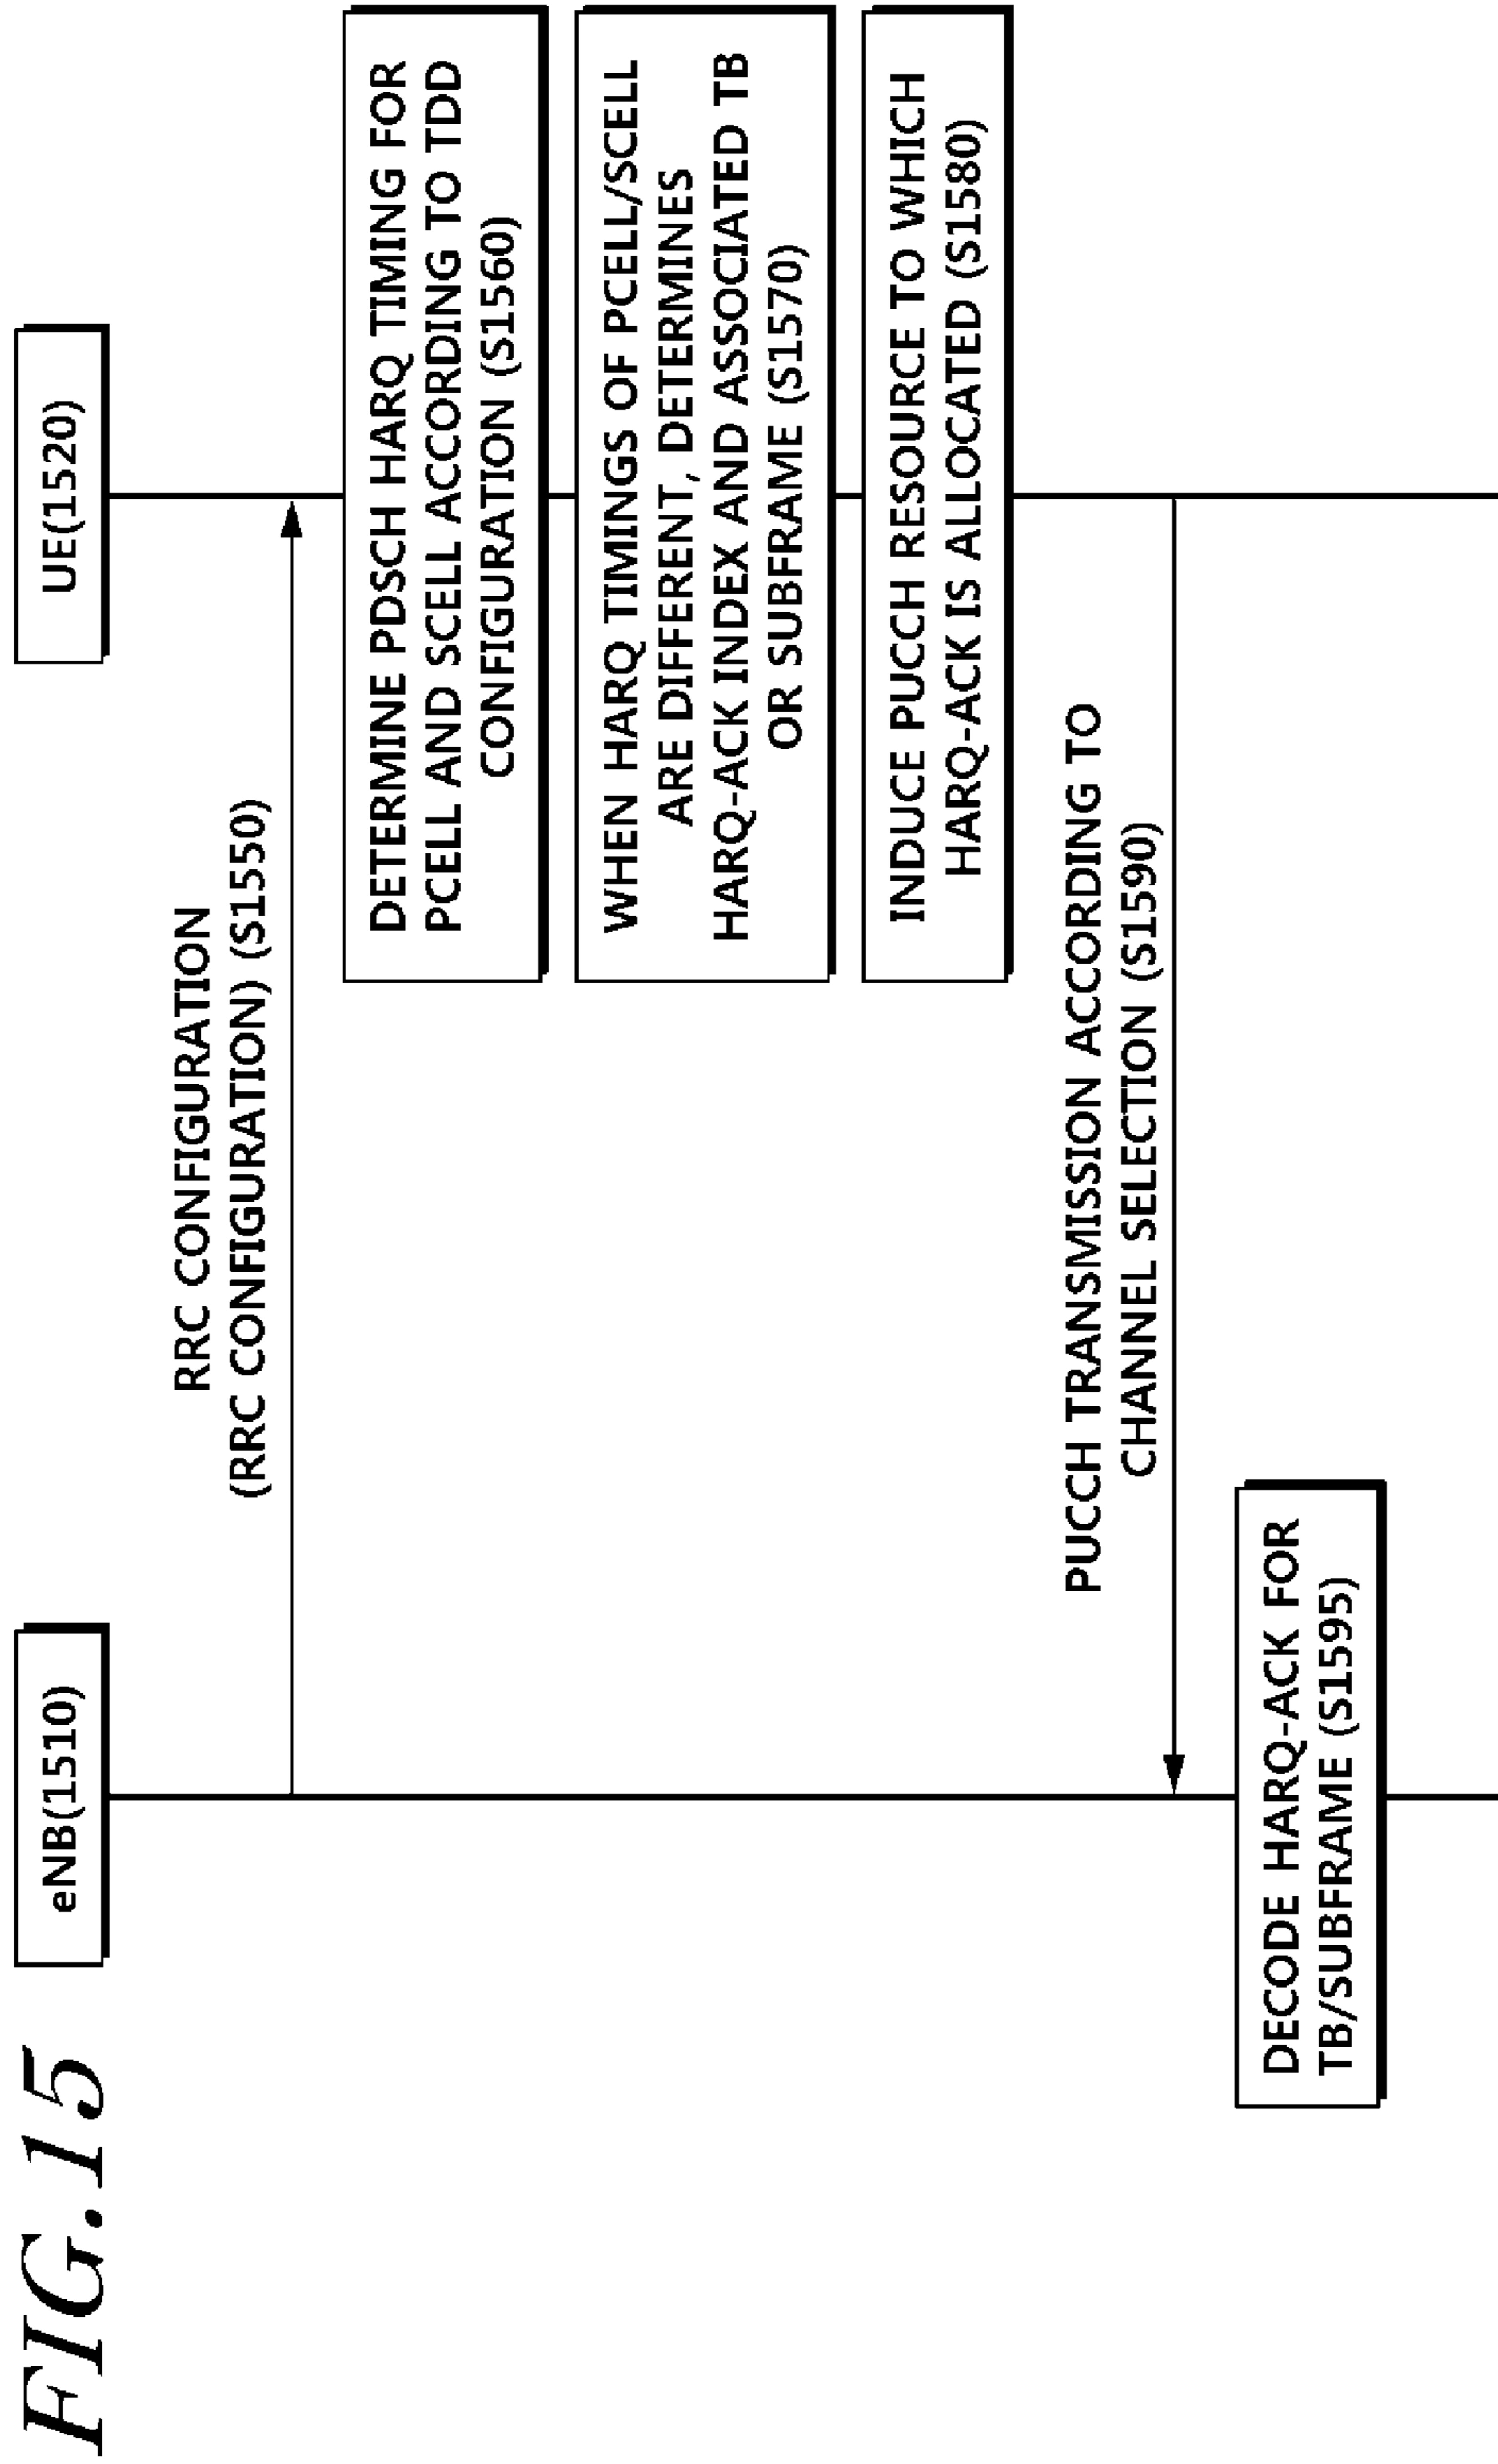 FIG.15
eNB(1510)
UE(1520)
RRC CONFIGURATION
(RRC CONFIGURATION) (S1550)
DETERMINE PDSCH HARQ TIMING FOR
PCELL AND SCELL ACCORDING TO TDD
CONFIGURATION (S1560)
WHEN HARQ TIMINGS OF PCELL/SCELL
ARE DIFFERENT, DETERMINES
HARQ-ACK INDEX AND ASSOCIATED TB
OR SUBFRAME (S1570)
INDUCE PUCCH RESOURCE TO WHICH
HARQ-ACK IS ALLOCATED (S1580)
PUCCH TRANSMISSION ACCORDING TO
CHANNEL SELECTION (S1590)
DECODE HARQ-ACK FOR
TB/SUBFRAME (S1595)